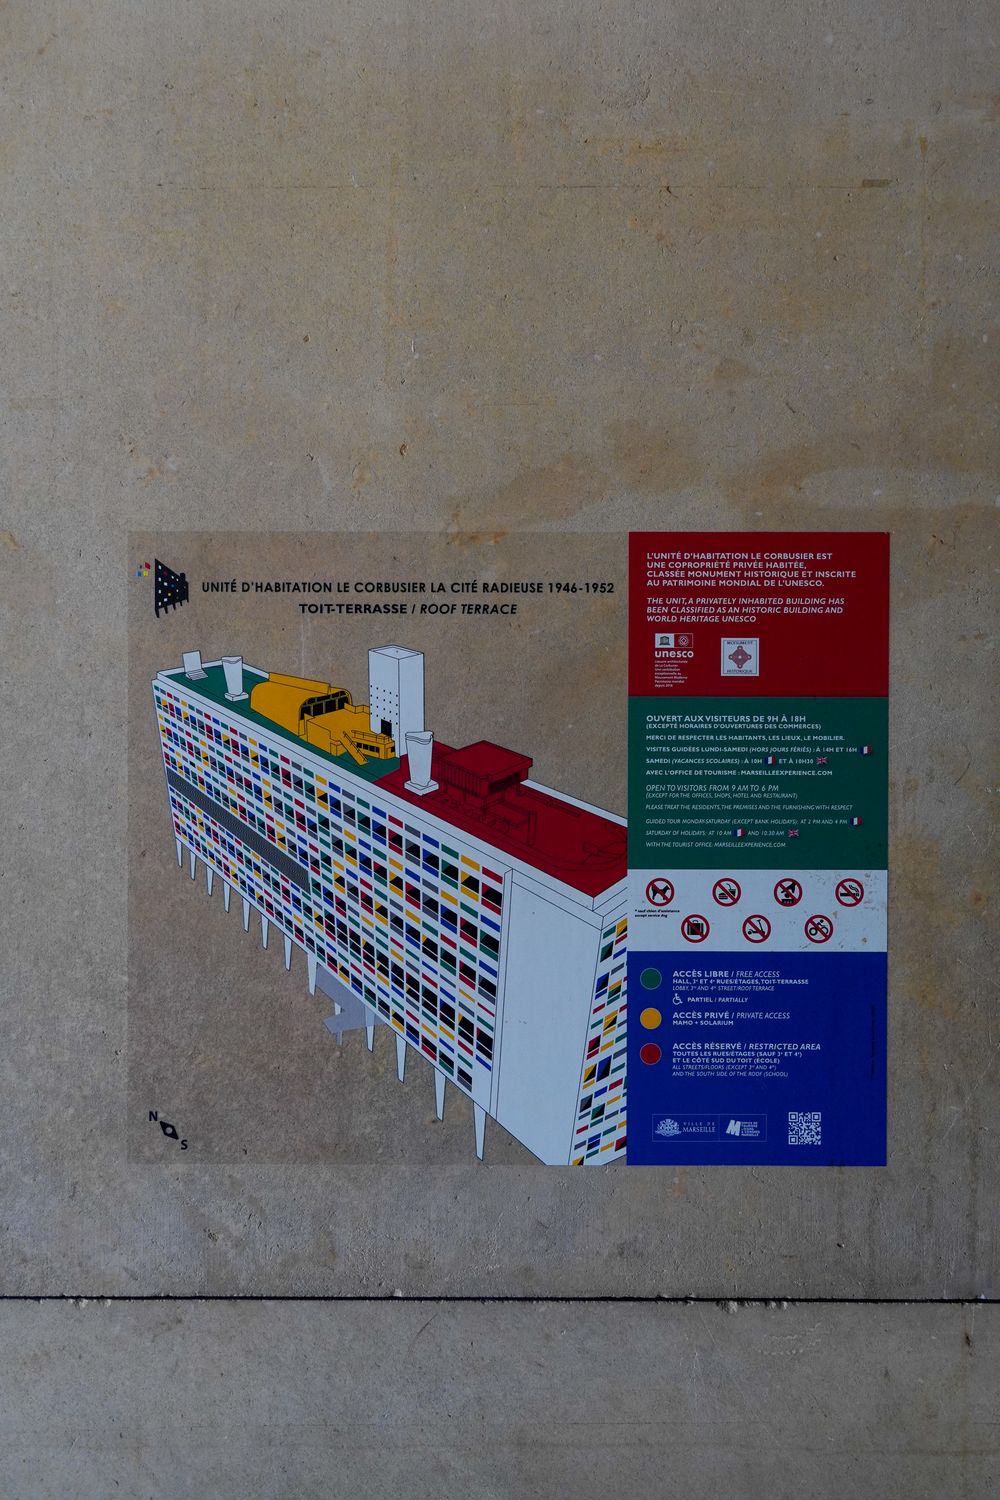 UNITÉ D'HABITATION LE CORBUSIER LA CITÉ RADIEUSE 1946-1952
TOIT-TERRASSE / ROOF TERRACE
L'UNITÉ D'HABITATION LE CORBUSIER EST
UNE COPROPRIÉTÉ PRIVÉE HABITÉE,
CLASSÉE MONUMENT HISTORIQUE ET INSCRITE
AU PATRIMOINE MONDIAL DE L'UNESCO.
THE UNIT, A PRIVATELY INHABITED BUILDING HAS
BEEN CLASSIFIED AS AN HISTORIC BUILDING AND
WORLD HERITAGE UNESCO
unesco
MONUMENT
HISTORIQUE
OUVERT AUX VISITEURS DE 9H À 18H
(EXCEPTÉ HORAIRES D'OUVERTURES DES COMMERCES)
MERCI DE RESPECTER LES HABITANTS, LES LIEUX, LE MOBILIER.
VISITES GUIDÉES LUNDI-SAMEDI (HORS JOURS FÉRIÉS) : À 14H ET 16H
SAMEDI (VACANCES SCOLAIRES) : À 10H ET À 10H30
AVEC L'OFFICE DE TOURISME : MARSEILLEEXPERIENCE.COM
OPEN TO VISITORS FROM 9 AM TO 6 PM
(EXCEPT FOR THE OFFICES, SHOPS, HOTEL AND RESTAURANT)
PLEASE TREAT THE RESIDENTS, THE PREMISES AND THE FURNISHING WITH RESPECT
GUIDED TOUR MONDAY-SATURDAY (EXCEPT BANK HOLIDAYS): AT 2 PM AND 4 PM
SATURDAY OF HOLIDAYS: AT 10 AM AND 10.30 AM
WITH THE TOURIST OFFICE: MARSEILLEEXPERIENCE.COM
* sauf chien d'assistance
except service dog
ACCÈS LIBRE / FREE ACCESS
HALL, 3e ET 4e RUES/ÉTAGES, TOIT-TERRASSE
LOBBY, 3rd AND 4th STREET/ROOF TERRACE
PARTIEL / PARTIALLY
ACCÈS PRIVÉ / PRIVATE ACCESS
MAMO + SOLARIUM
ACCÈS RÉSERVÉ / RESTRICTED AREA
TOUTES LES RUES/ÉTAGES (SAUF 3e ET 4e)
ET LE CÔTÉ SUD DU TOIT (ÉCOLE)
ALL STREETS/FLOORS (EXCEPT 3rd AND 4th)
AND THE SOUTH SIDE OF THE ROOF (SCHOOL)
N
S
VILLE DE
MARSEILLE